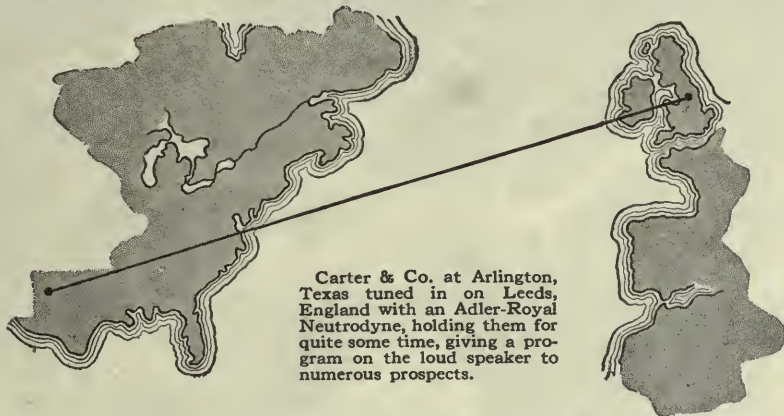 Carter & Co. at Arlington,
Texas tuned in on Leeds,
England with an Adler-Royal
Neutrodyne, holding them for
quite some time, giving a pro-
gram on the loud speaker to
numerous prospects.